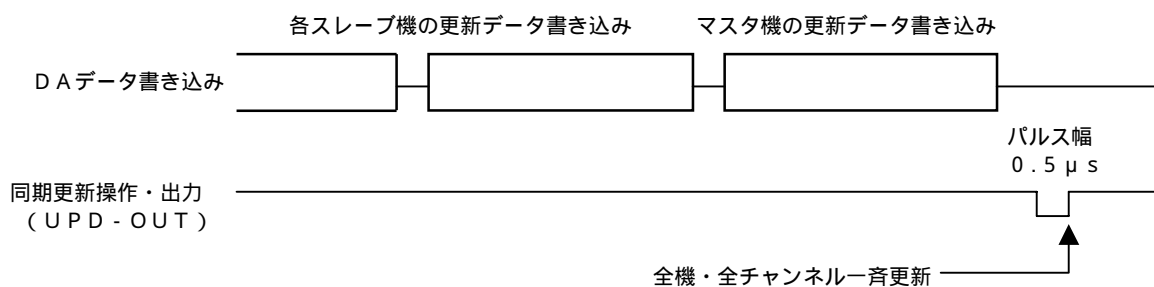 各スレーブ機の更新データ書き込み
マスタ機の更新データ書き込み
ＤＡデータ書き込み
パルス幅
０．５μｓ
同期更新操作・出力
（ＵＰＤ‐ＯＵＴ）
全機・全チャンネル一斉更新